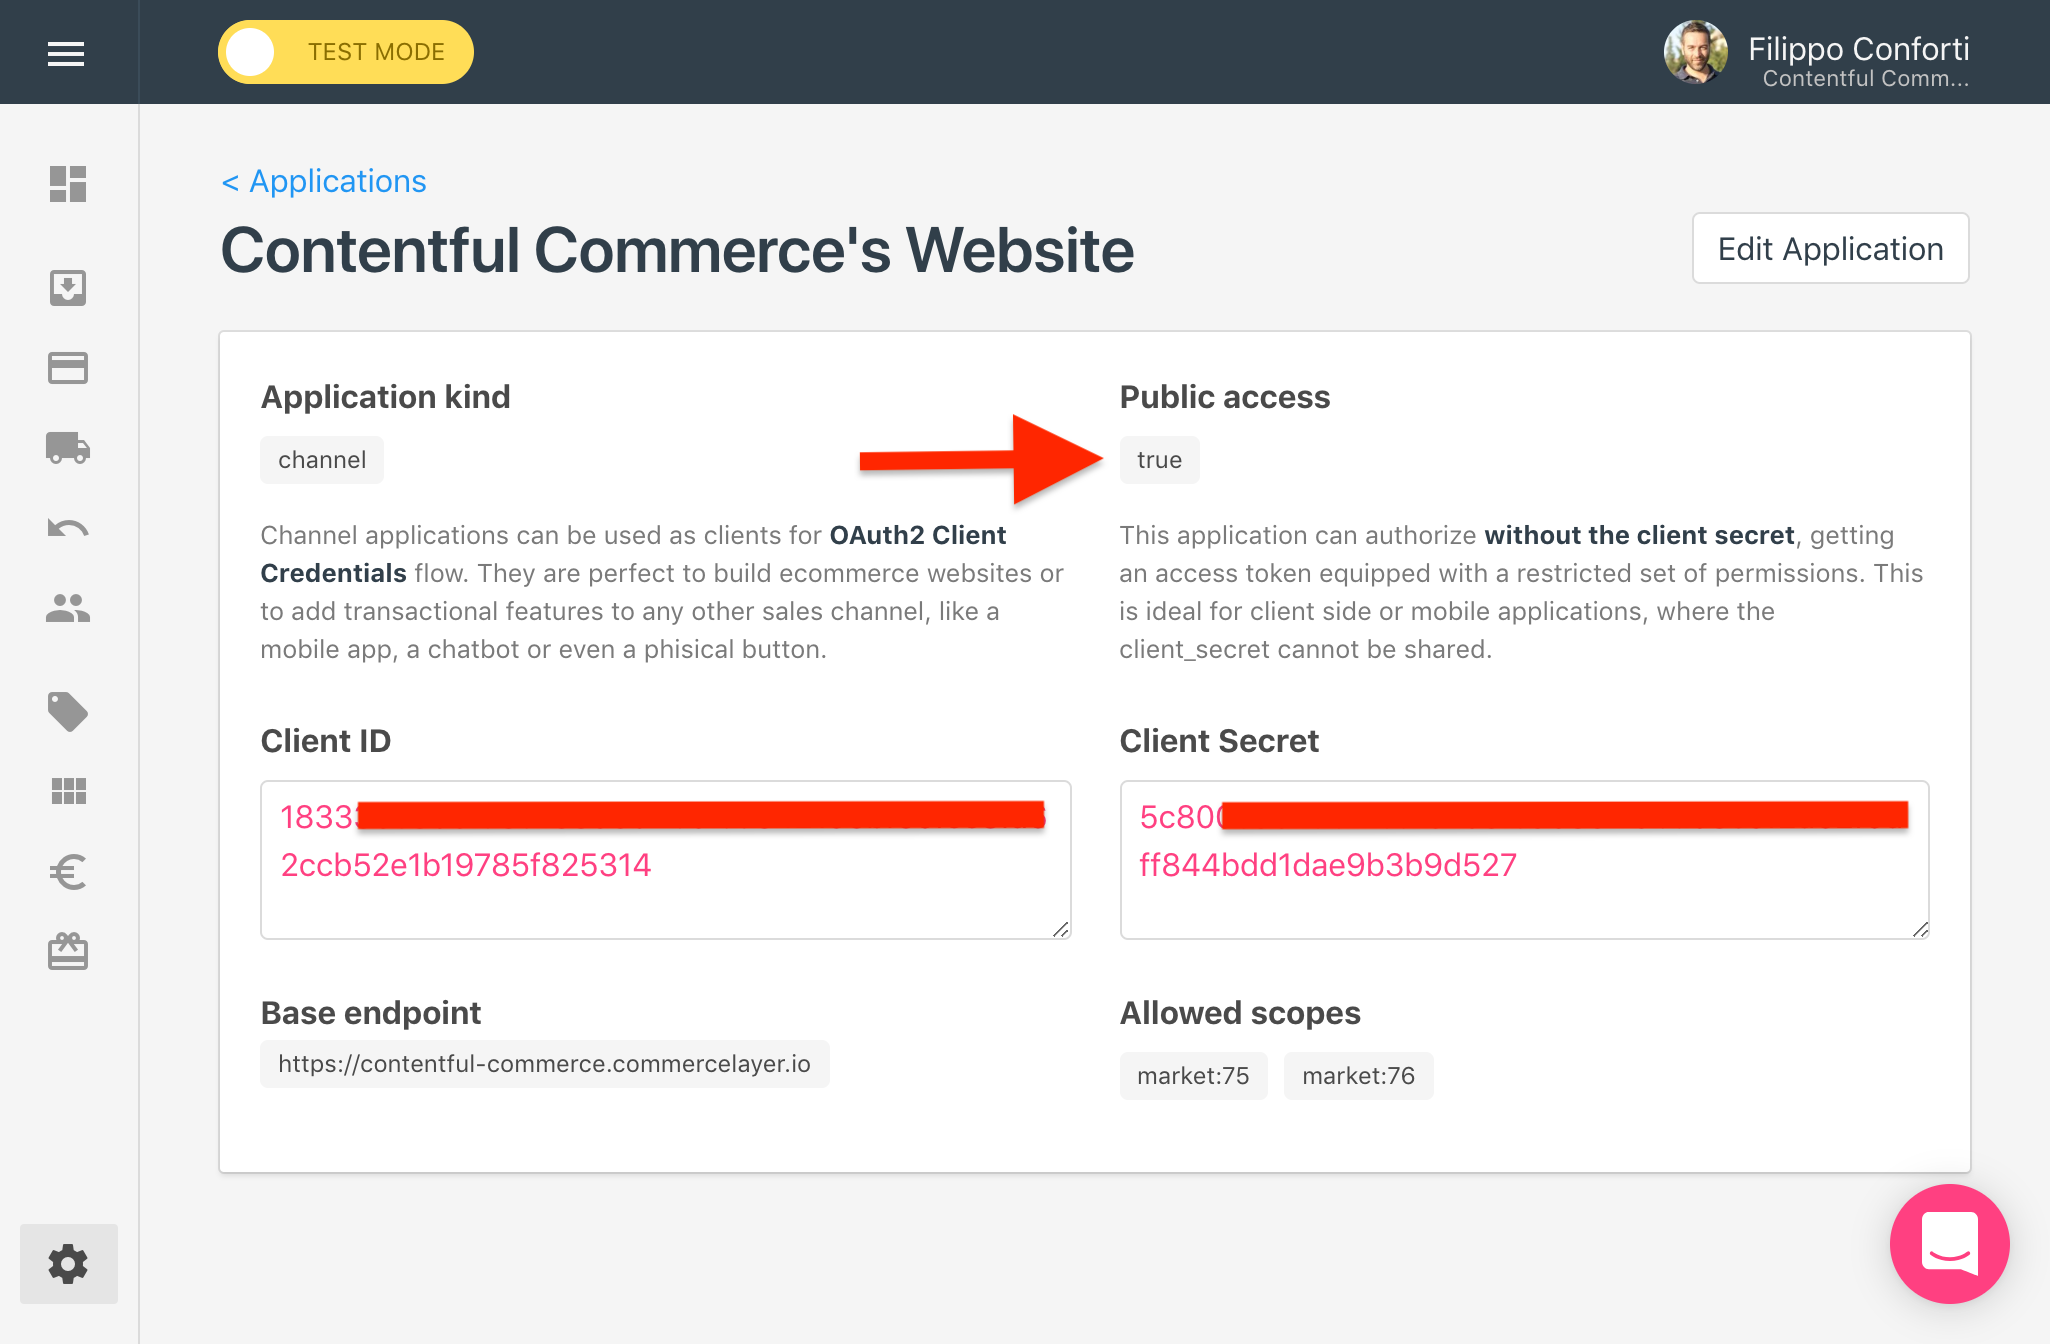 TEST MODE
Filippo Conforti
Contentful Comm...
< Applications
Contentful Commerce's Website
Edit Application
Application kind
channel
Channel applications can be used as clients for OAuth2 Client
Credentials flow. They are perfect to build ecommerce websites or
to add transactional features to any other sales channel, like a
mobile app, a chatbot or even a phisical button.
Public access
true
This application can authorize without the client secret, getting
an access token equipped with a restricted set of permissions. This
is ideal for client side or mobile applications, where the
client_secret cannot be shared.
Client ID
1833
2ccb52e1b19785f825314
Client Secret
5c80
ff844bdd1dae9b3b9d527
Base endpoint
https://contentful-commerce.commercelayer.io
Allowed scopes
market:75 market:76